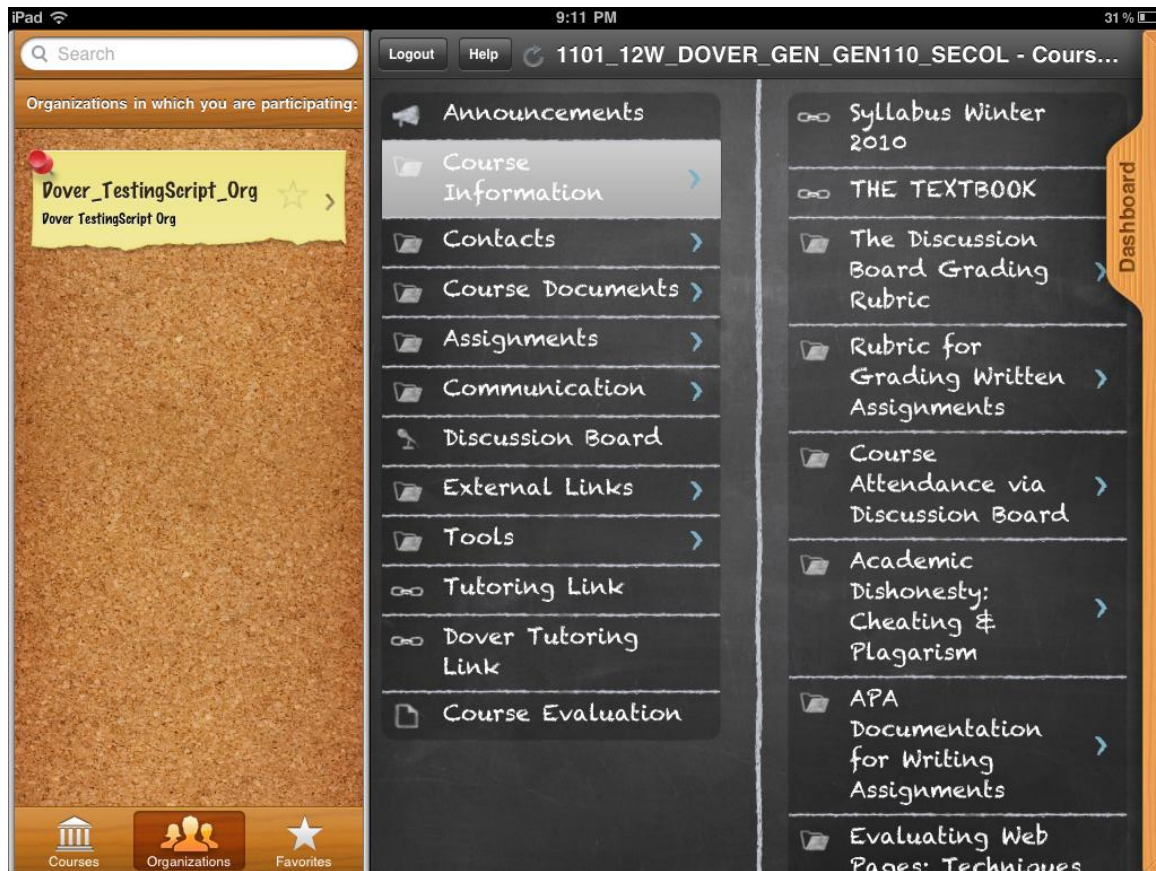 iPad
9:11 PM
31 %
Search
Organizations in which you are participating:
Dover_TestingScript_Org
Dover TestingScript Org
Courses
Organizations
Favorites
Logout
Help
1101_12W_DOVER_GEN_GEN110_SECOL - Cours...
Announcements
Course
Information
Contacts
Course Documents
Assignments
Communication
Discussion Board
External Links
Tools
Tutoring Link
Dover Tutoring
Link
Course Evaluation
Syllabus Winter
2010
THE TEXTBOOK
The Discussion
Board Grading
Rubric
Rubric for
Grading Written
Assignments
Course
Attendance via
Discussion Board
Academic
Dishonesty:
Cheating &
Plagarism
APA
Documentation
for Writing
Assignments
Evaluating Web
Pages: Techniques
Dashboard